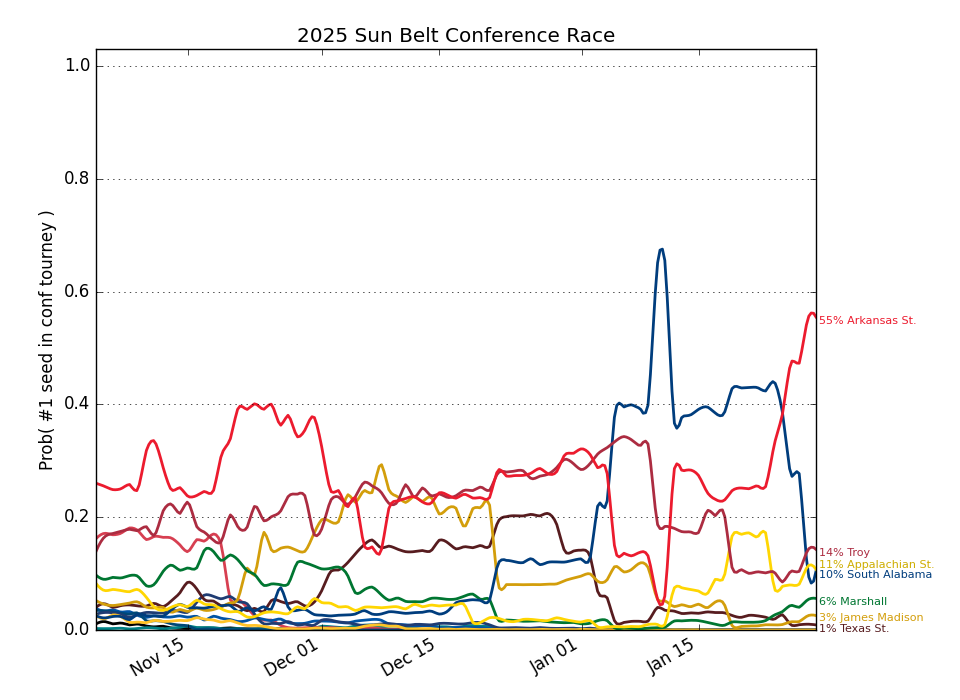 2025 Sun Belt Conference Race
Prob( #1 seed in conf tourney )
1.0
0.8
0.6
0.4
0.2
0.0
Nov 15
Dec 01
Dec 15
Jan 01
Jan 15
55% Arkansas St.
14% Troy
11% Appalachian St.
10% South Alabama
6% Marshall
3% James Madison
1% Texas St.